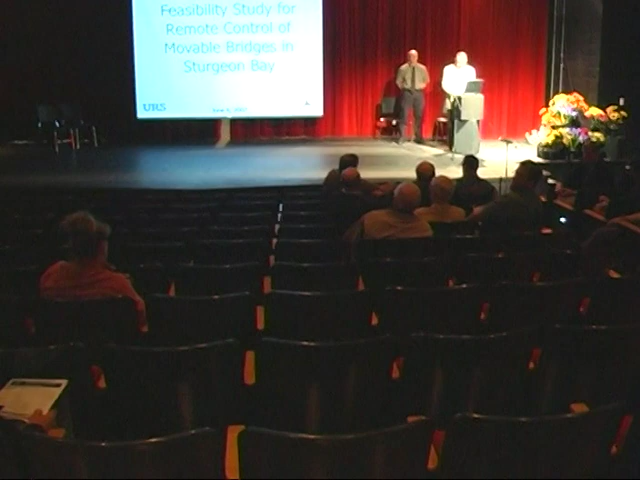 Feasibility Study for
Remote Control of
Movable Bridges in
Sturgeon Bay
URS